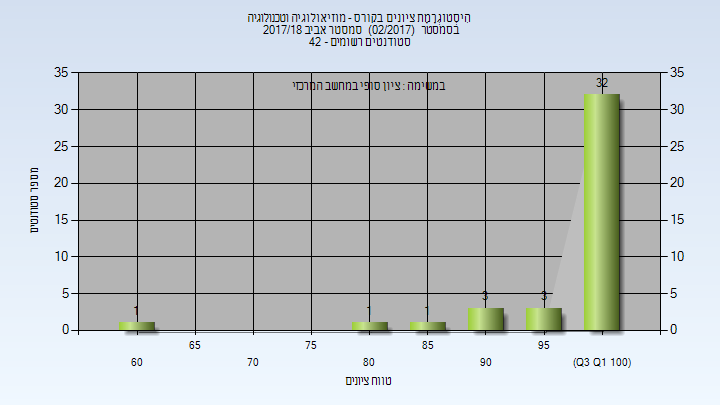 היסטוגרמת ציונים בקורס - מוזיאולוגיה וטכנולוגיה
בסמסטר (02/2017) סמסטר אביב 2017/18
סטודנטים רשומים - 42
במשימה : ציון סופי במחשב המרכזי
35 35
32
30 30
25 25
20 20
15 15
10 10
5 5
1 1 1 3 3
0 0
מספר סטודנטים
65 75 85 95
60 70 80 90 (Q3 Q1 100)
טווח ציונים